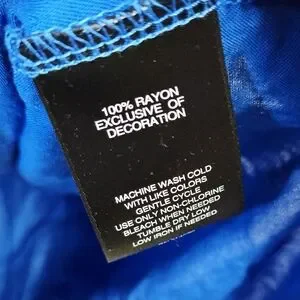 100% RAYON
EXCLUSIVE OF
DECORATION
MACHINE WASH COLD
WITH LIKE COLORS
GENTLE CYCLE
USE ONLY NON-CHLORINE
BLEACH WHEN NEEDED
TUMBLE DRY LOW
LOW IRON IF NEEDED